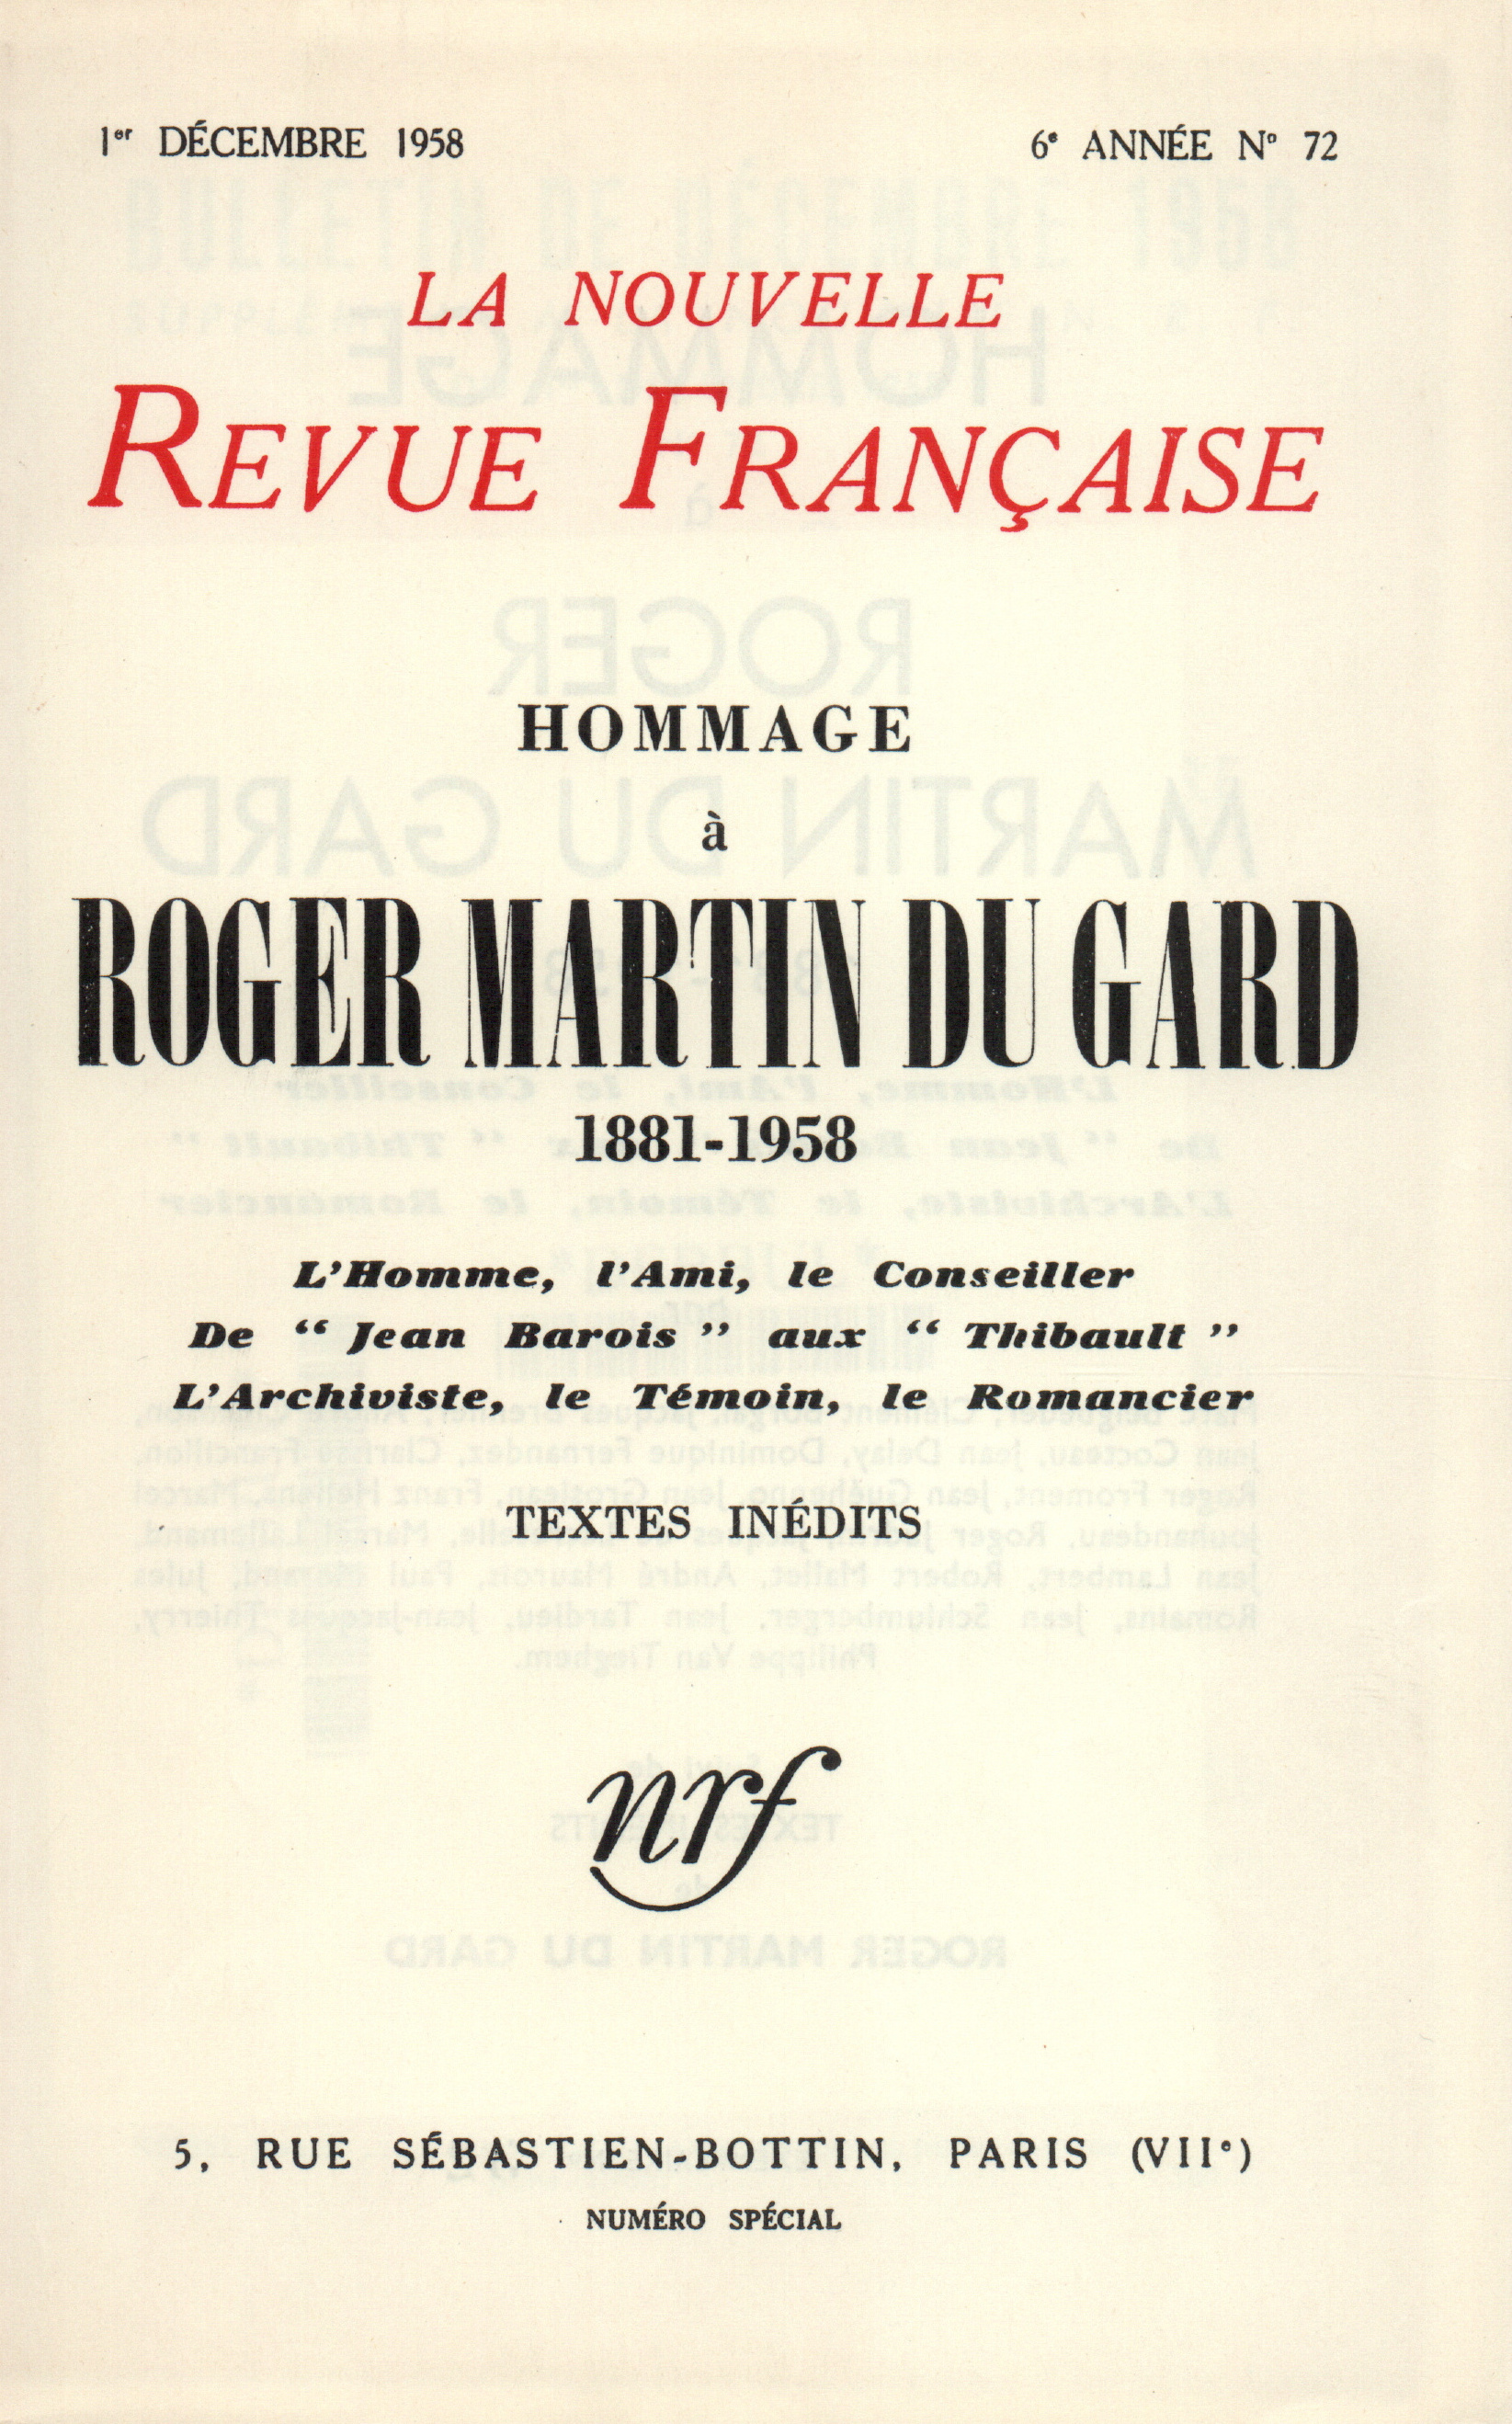 1er DÉCEMBRE 1958
6e ANNÉE No 72
LA NOUVELLE
REVUE FRANÇAISE
HOMMAGE
à
ROGER MARTIN DU GARD
1881-1958
L'Homme, l'Ami, le Conseiller
De “ Jean Barois ” aux “ Thibault ”
L'Archiviste, le Témoin, le Romancier
TEXTES INÉDITS
nrf
5, RUE SÉBASTIEN-BOTTIN, PARIS (VIIe)
NUMÉRO SPÉCIAL